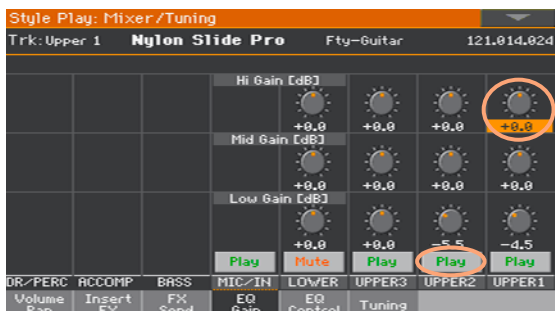 Style Play: Mixer/Tuning
Trk: Upper 1 Nylon Slide Pro Fty-Guitar 121.014.024
Hi Gain [dB]
+0.0 +0.0 +0.0 +0.0
Mid Gain [dB]
+0.0 +0.0 +0.0 +0.0
Low Gain [dB]
+0.0 +0.0 -5.5 -4.5
Play Mute Play Play Play
DR/PERC ACCOMP BASS MIC/IN LOWER UPPER3 UPPER2 UPPER1
Volume Insert FX EQ EQ Tuning
Pan FX Send Gain Control